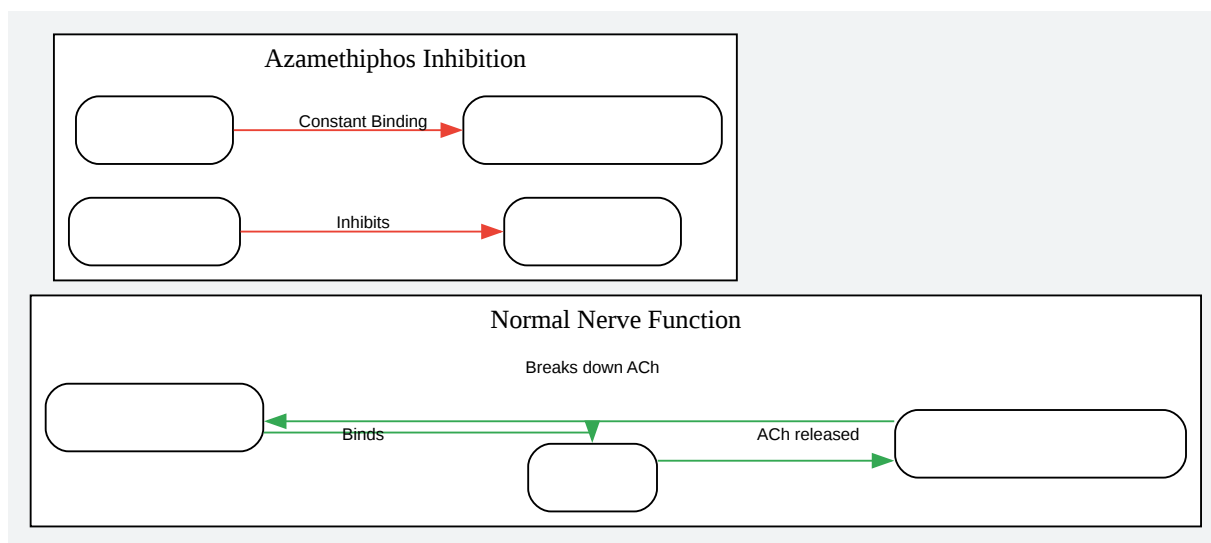 Azamethiphos Inhibition
Constant Binding
Inhibits
Normal Nerve Function
Breaks down ACh
Binds
ACh released